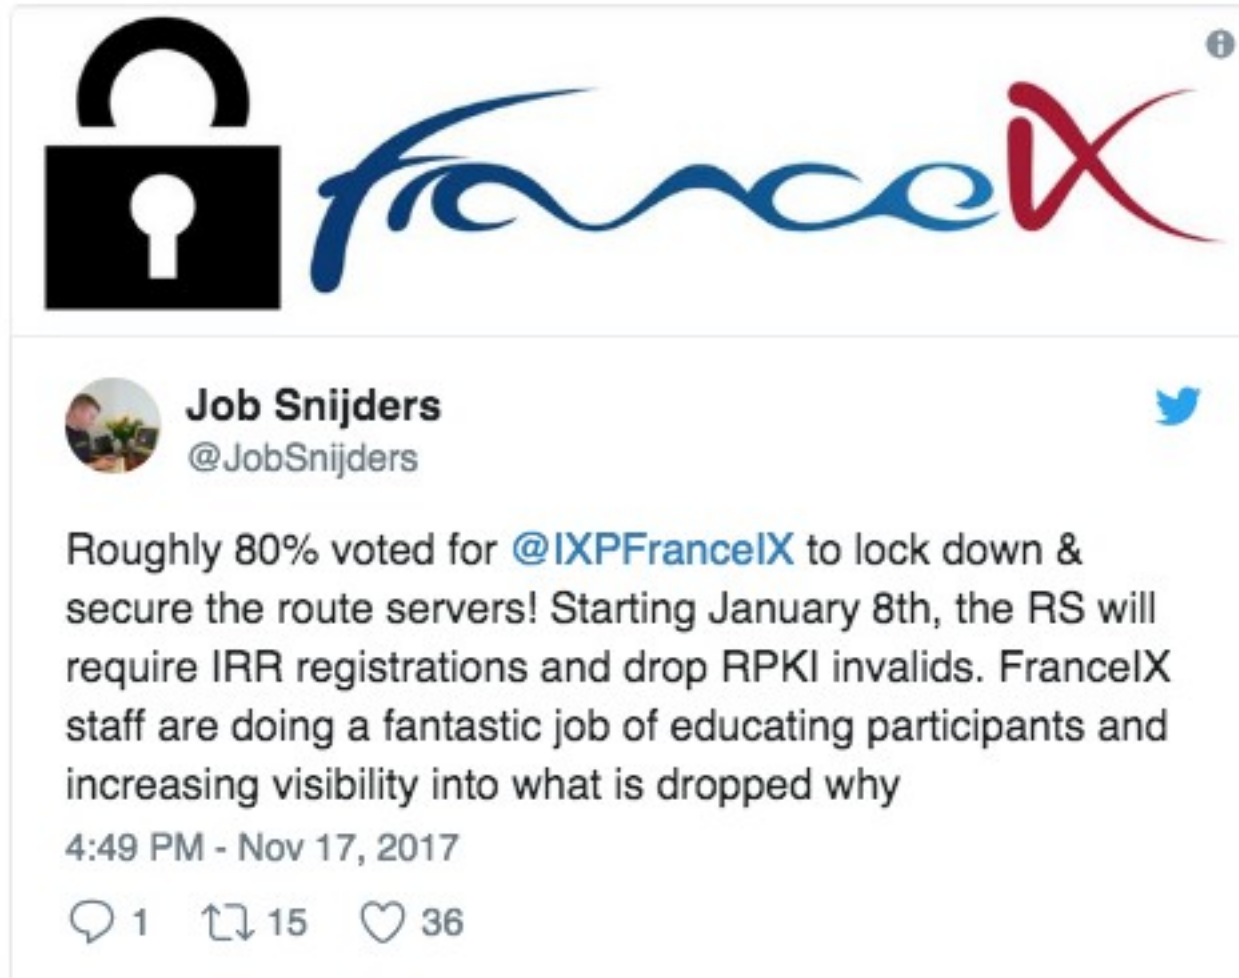 franceIX
Job Snijders
@JobSnijders
Roughly 80% voted for @IXPFranceIX to lock down &
secure the route servers! Starting January 8th, the RS will
require IRR registrations and drop RPKI invalids. FranceIX
staff are doing a fantastic job of educating participants and
increasing visibility into what is dropped why
4:49 PM - Nov 17, 2017
1 15 36